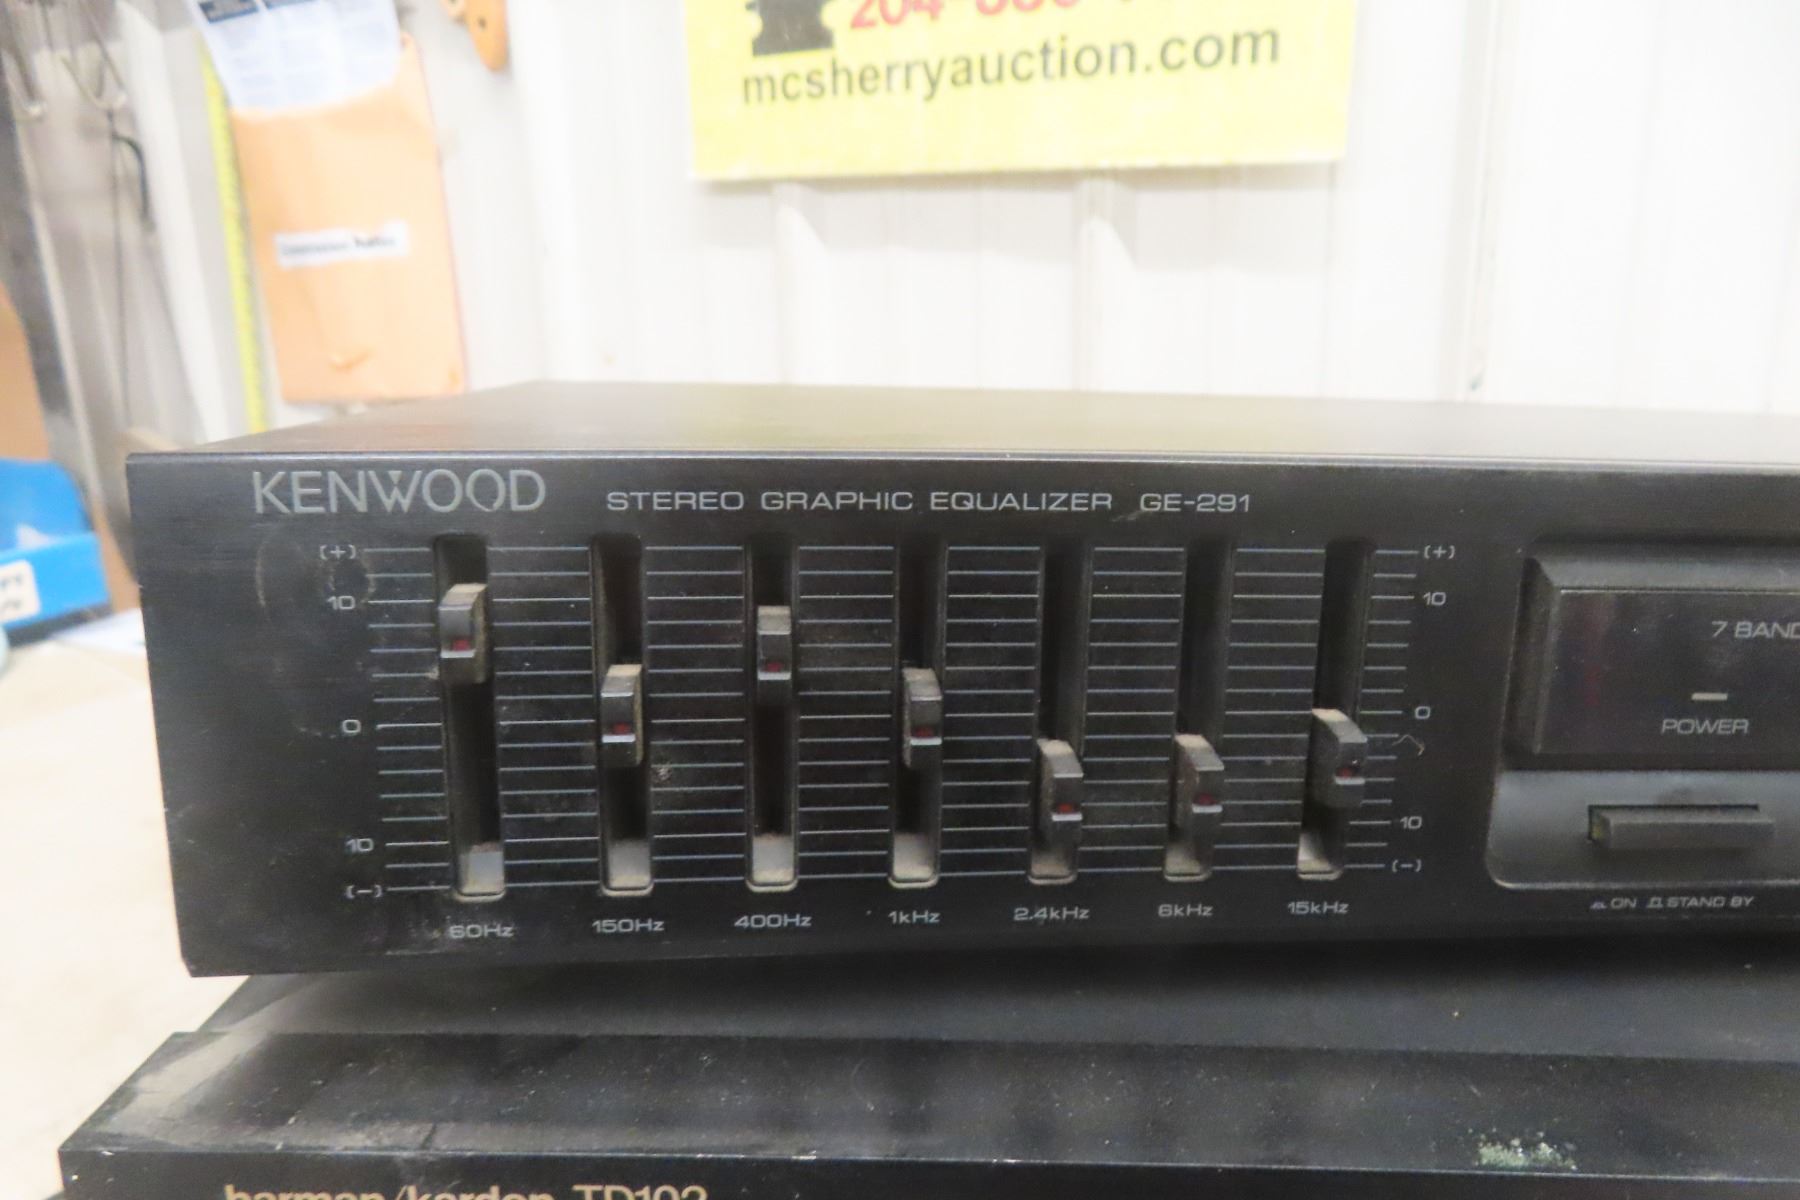 mcsherryauction.com
KENWOOD STEREO GRAPHIC EQUALIZER GE-291
(+) (+)
10 10
7 BAND
0 0
POWER
10 10
(-) (-)
60Hz 150Hz 400Hz 1kHz 2.4kHz 6kHz 15kHz
ON STAND BY
harman/kardon TD102